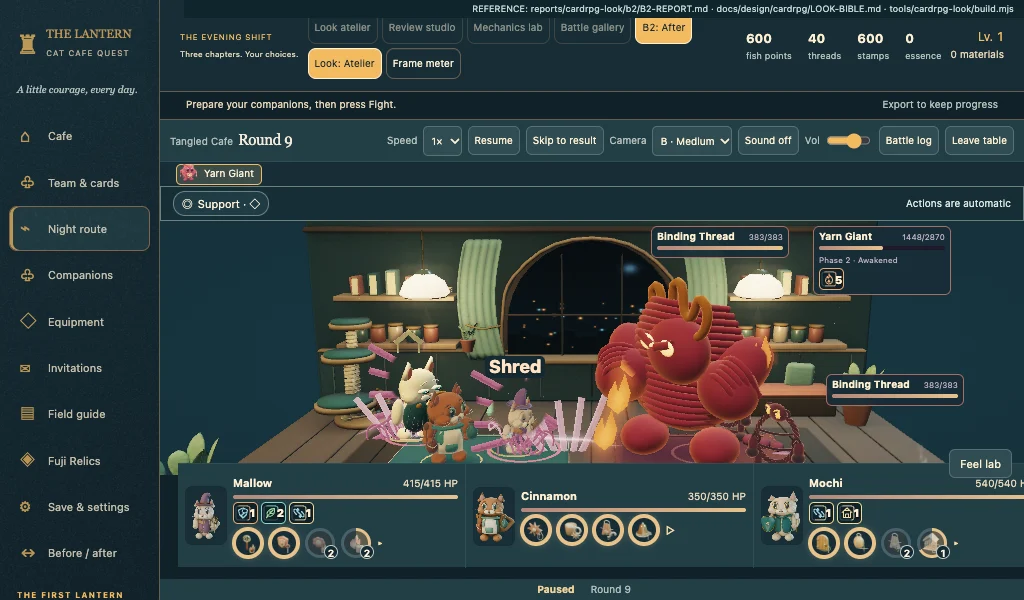 REFERENCE: reports/cardrpg-look/b2/B2-REPORT.md · docs/design/cardrpg/LOOK-BIBLE.md · tools/cardrpg-look/build.mjs
THE LANTERN
CAT CAFE QUEST
A little courage, every day.
Cafe
Team & cards
Night route
Companions
Equipment
Invitations
Field guide
Fuji Relics
Save & settings
Before / after
THE FIRST LANTERN
THE EVENING SHIFT
Three chapters. Your choices.
Look atelier
Review studio
Mechanics lab
Battle gallery
B2: After
Look: Atelier
Frame meter
600
fish points
40
threads
600
stamps
0
essence
Lv. 1
0 materials
Prepare your companions, then press Fight.
Export to keep progress
Tangled Cafe
Round 9
Speed
1x
Resume
Skip to result
Camera
B · Medium
Sound off
Vol
Battle log
Leave table
Yarn Giant
Support ·
Actions are automatic
Binding Thread 383/383
Yarn Giant 1448/2870
Phase 2 · Awakened
5
Shred
Binding Thread 383/383
Feel lab
Mallow 415/415 HP
1
2
1
2
2
Cinnamon 350/350 HP
Mochi 540/540 H
1
1
2
1
Paused
Round 9